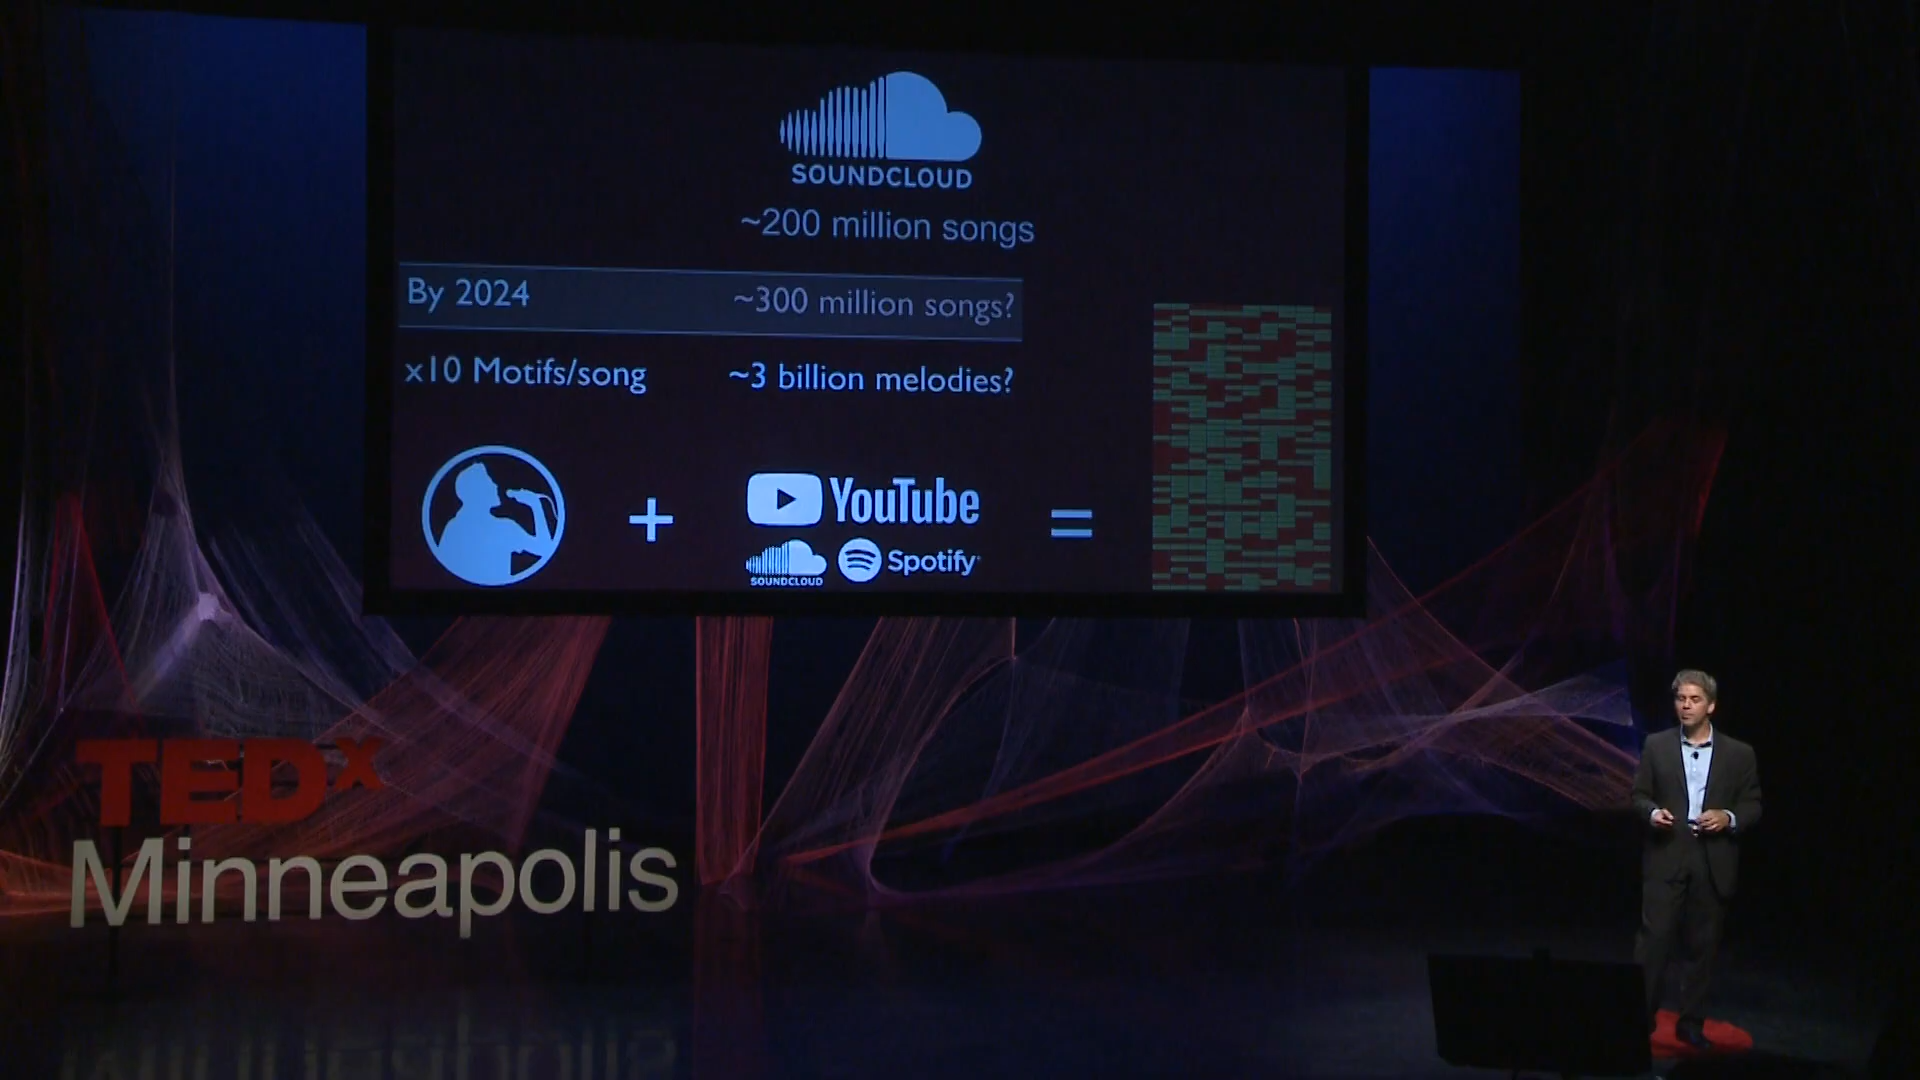 SOUNDCLOUD
~200 million songs
By 2024 ~300 million songs?
x10 Motifs/song ~3 billion melodies?
+ YouTube =
SOUNDCLOUD Spotify
TEDx
Minneapolis